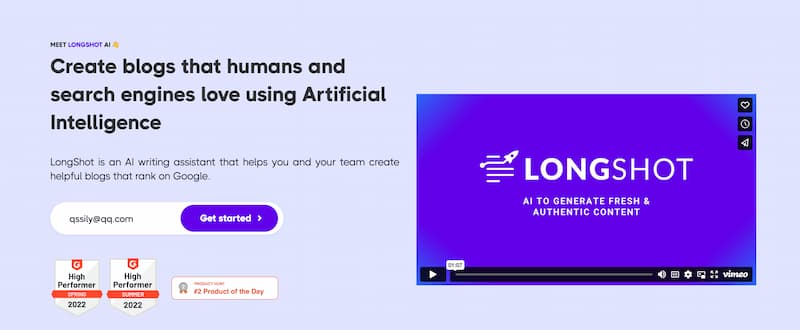 MEET LONGSHOT AI 👋
Create blogs that humans and
search engines love using Artificial
Intelligence
LongShot is an AI writing assistant that helps you and your team create
helpful blogs that rank on Google.
qssily@qq.com
Get started >
High
Performer
SPRING
2022
High
Performer
SUMMER
2022
PRODUCT HUNT
#2 Product of the Day
LONGSHOT
AI TO GENERATE FRESH &
AUTHENTIC CONTENT
01:07
vimeo